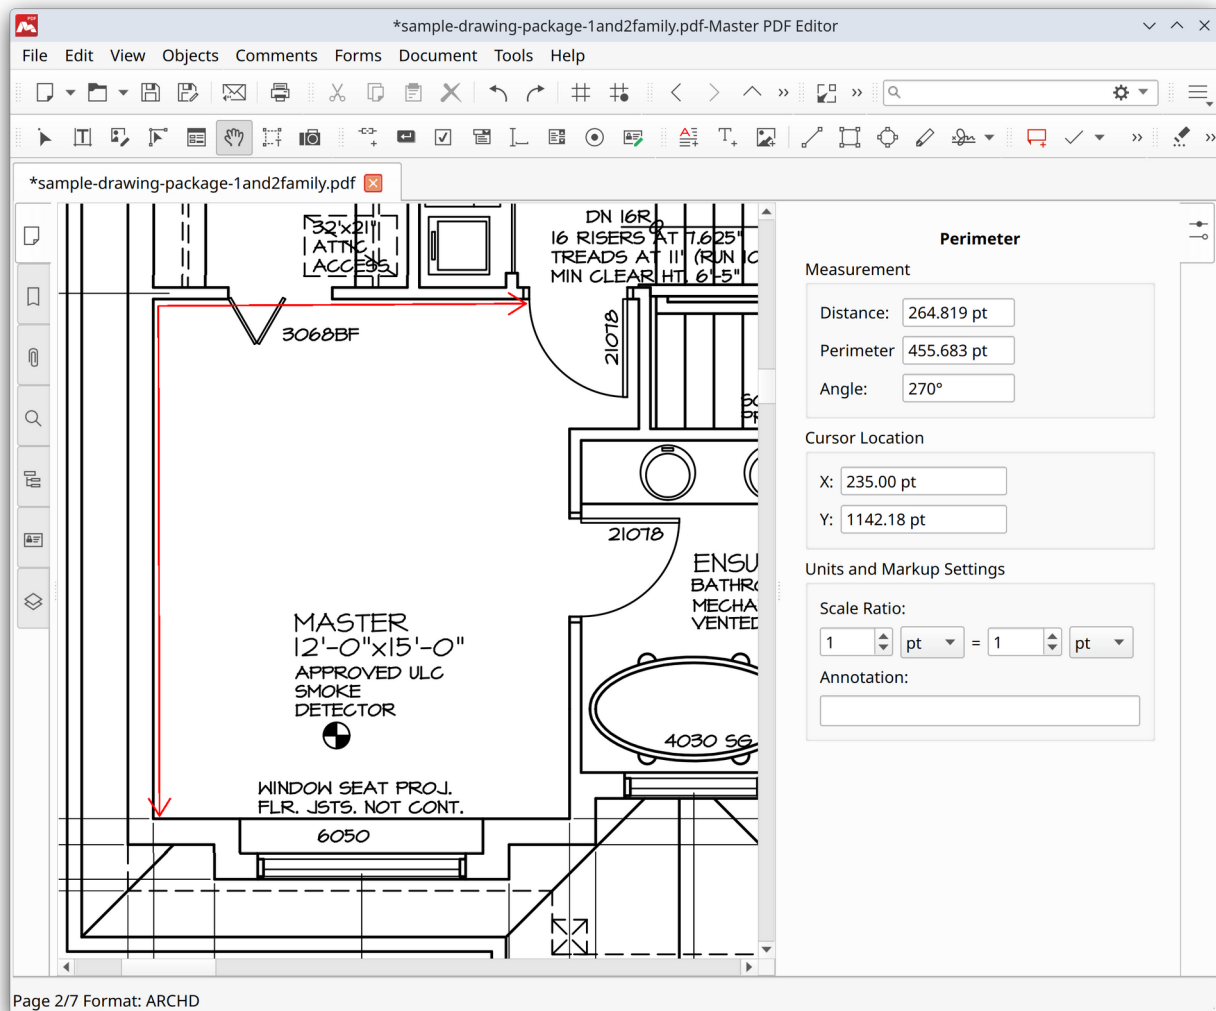 *sample-drawing-package-1and2family.pdf-Master PDF Editor
File Edit View Objects Comments Forms Document Tools Help
*sample-drawing-package-1and2family.pdf
32"x21"
ATTIC
ACCESS
DN 16R
16 RISERS AT 7.625"
TREADS AT 11" (RUN
MIN CLEAR HT. 6'-5"
3068BF
21078
21078
MASTER
12'-0"x15'-0"
APPROVED ULC
SMOKE
DETECTOR
WINDOW SEAT PROJ.
FLR. JSTS. NOT CONT.
6050
ENSU
BATHRO
MECHA
VENTED
4030 SG
Perimeter
Measurement
Distance: 264.819 pt
Perimeter 455.683 pt
Angle: 270°
Cursor Location
X: 235.00 pt
Y: 1142.18 pt
Units and Markup Settings
Scale Ratio:
1 pt = 1 pt
Annotation:
Page 2/7 Format: ARCHD